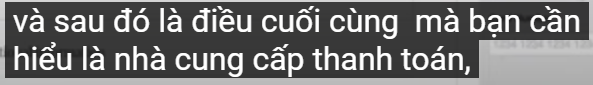 và sau đó là điều cuối cùng mà bạn cần
hiểu là nhà cung cấp thanh toán,